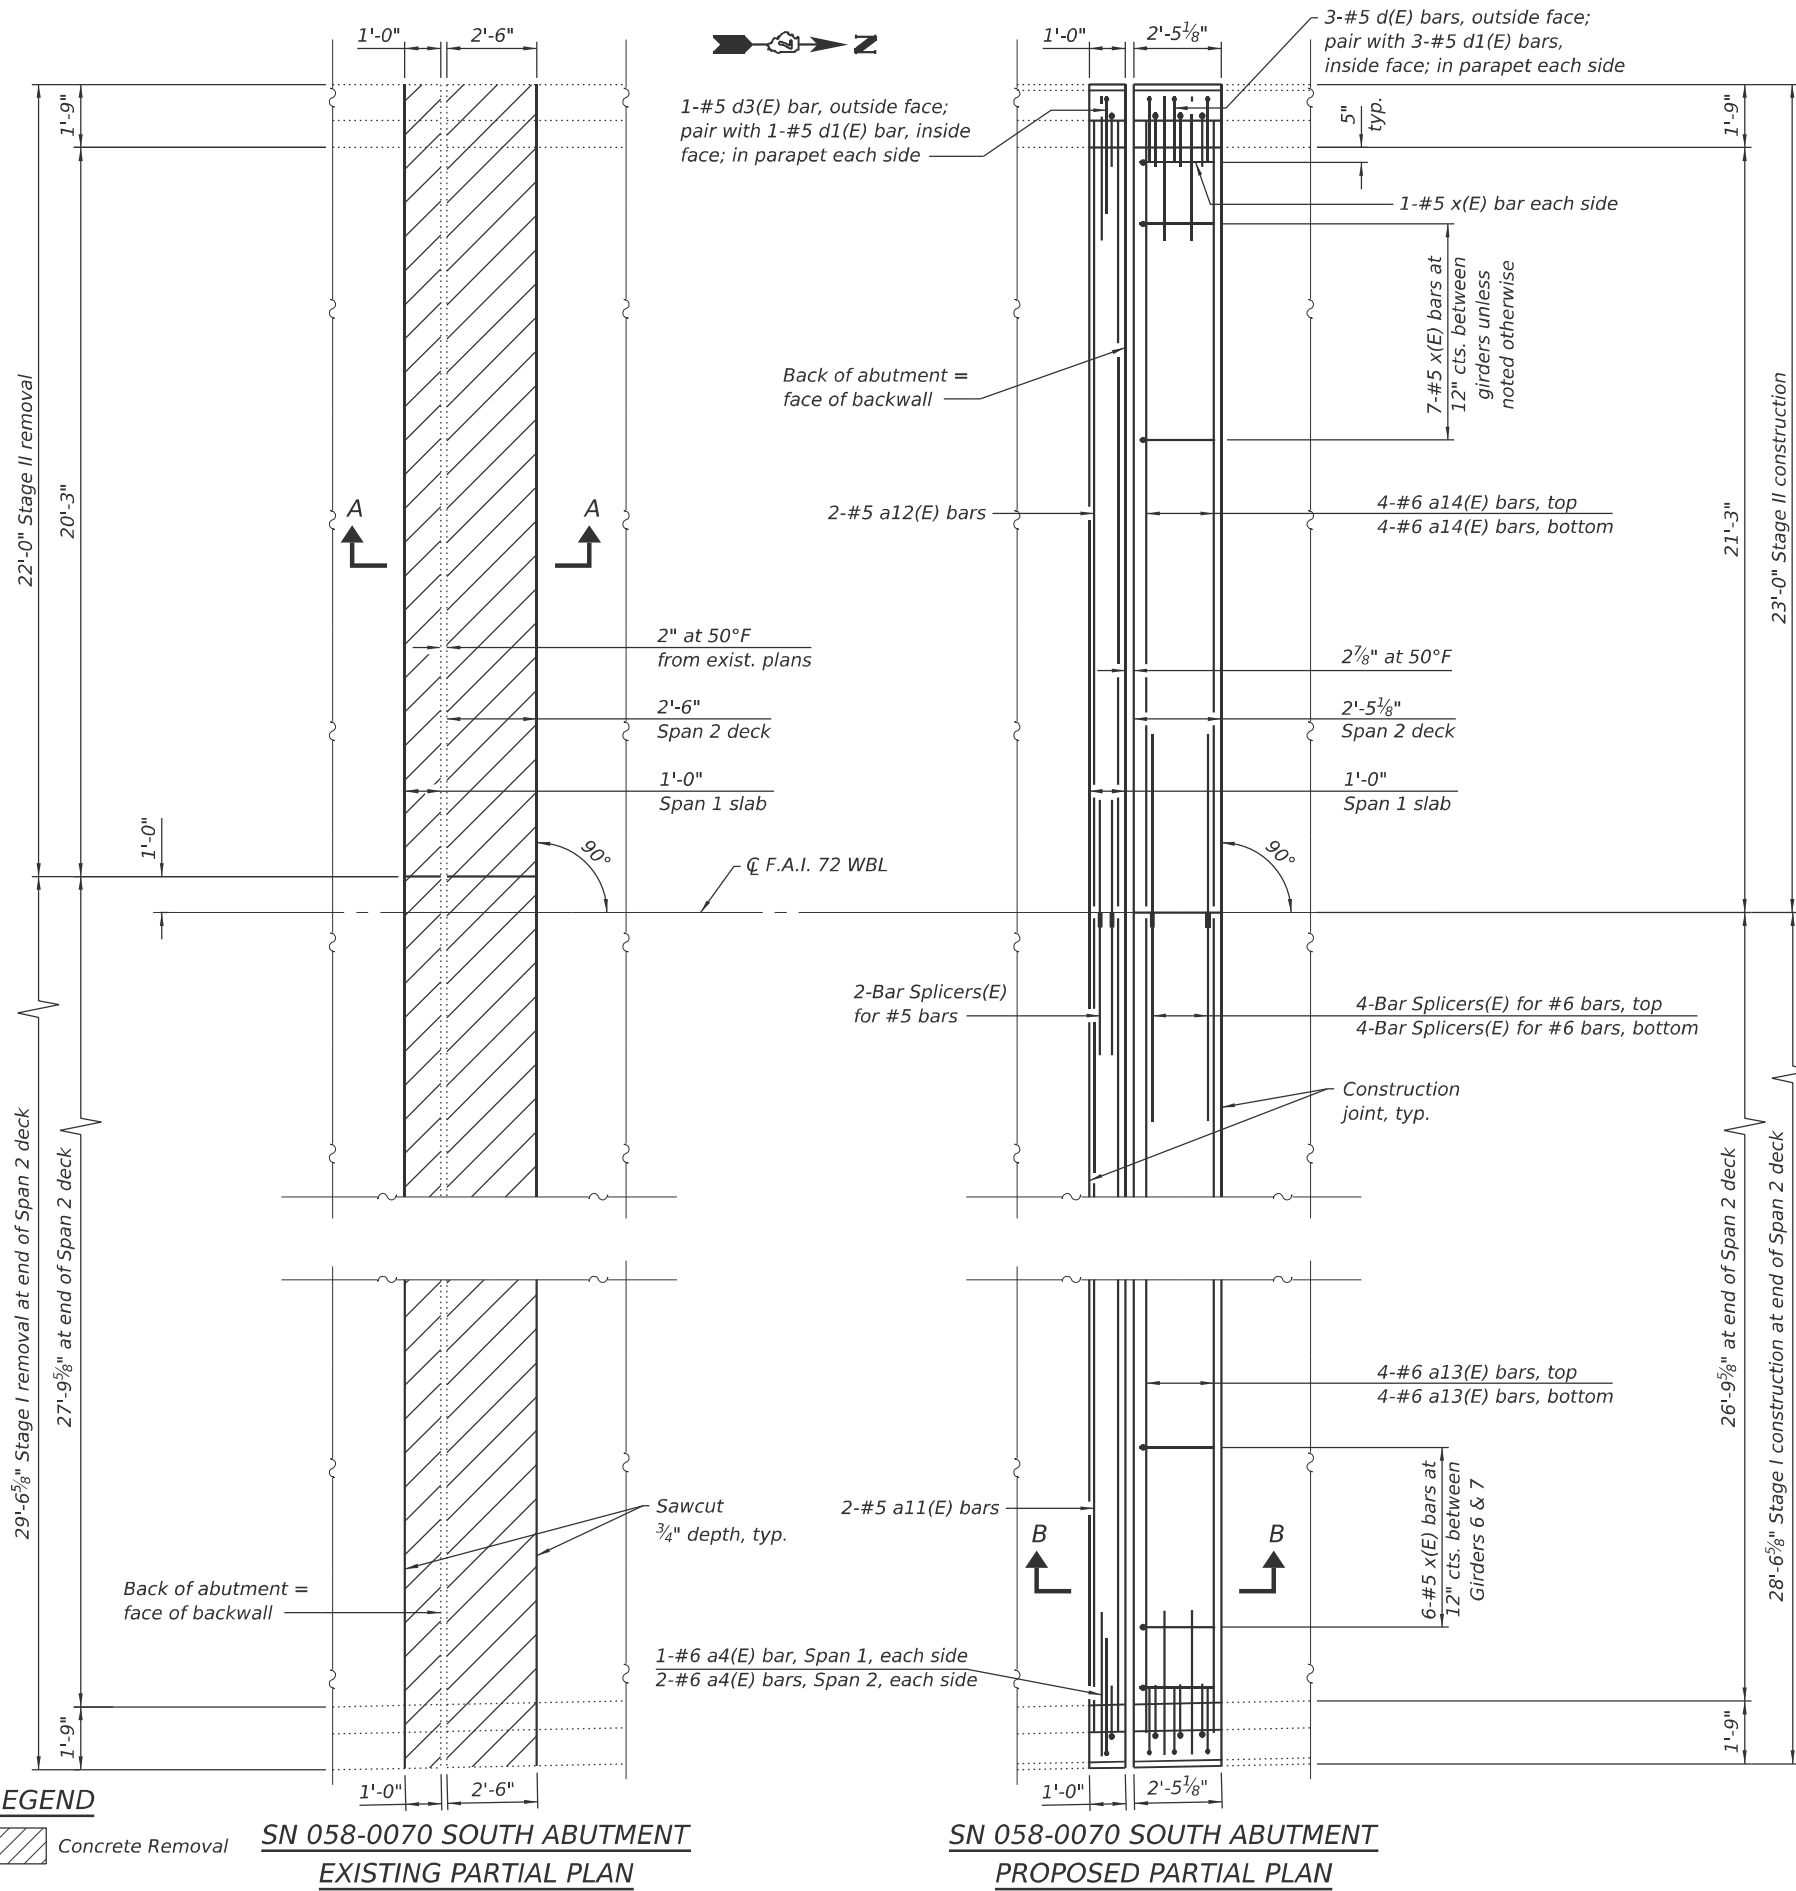 1'-0"
2'-6"
N
1'-0"
2'-5⅛"
3-#5 d(E) bars, outside face;
pair with 3-#5 d1(E) bars,
inside face; in parapet each side
1-#5 d3(E) bar, outside face;
pair with 1-#5 d1(E) bar, inside
face; in parapet each side
5"
typ.
1'-9"
1'-9"
1-#5 x(E) bar each side
7-#5 x(E) bars at
12" cts. between
girders unless
noted otherwise
Back of abutment =
face of backwall
22'-0" Stage II removal
20'-3"
A
A
2-#5 a12(E) bars
4-#6 a14(E) bars, top
4-#6 a14(E) bars, bottom
21'-3"
23'-0" Stage II construction
2" at 50°F
from exist. plans
2⅞" at 50°F
2'-6"
Span 2 deck
2'-5⅛"
Span 2 deck
1'-0"
Span 1 slab
1'-0"
Span 1 slab
1'-0"
90°
℄ F.A.I. 72 WBL
90°
2-Bar Splicers(E)
for #5 bars
4-Bar Splicers(E) for #6 bars, top
4-Bar Splicers(E) for #6 bars, bottom
Construction
joint, typ.
29'-6⅝" Stage I removal at end of Span 2 deck
27'-9⅝" at end of Span 2 deck
26'-9⅝" at end of Span 2 deck
28'-6⅝" Stage I construction at end of Span 2 deck
4-#6 a13(E) bars, top
4-#6 a13(E) bars, bottom
Sawcut
¾" depth, typ.
2-#5 a11(E) bars
B
B
6-#5 x(E) bars at
12" cts. between
Girders 6 & 7
Back of abutment =
face of backwall
1-#6 a4(E) bar, Span 1, each side
2-#6 a4(E) bars, Span 2, each side
1'-9"
1'-9"
1'-0"
2'-6"
1'-0"
2'-5⅛"
EGEND
Concrete Removal
SN 058-0070 SOUTH ABUTMENT
EXISTING PARTIAL PLAN
SN 058-0070 SOUTH ABUTMENT
PROPOSED PARTIAL PLAN